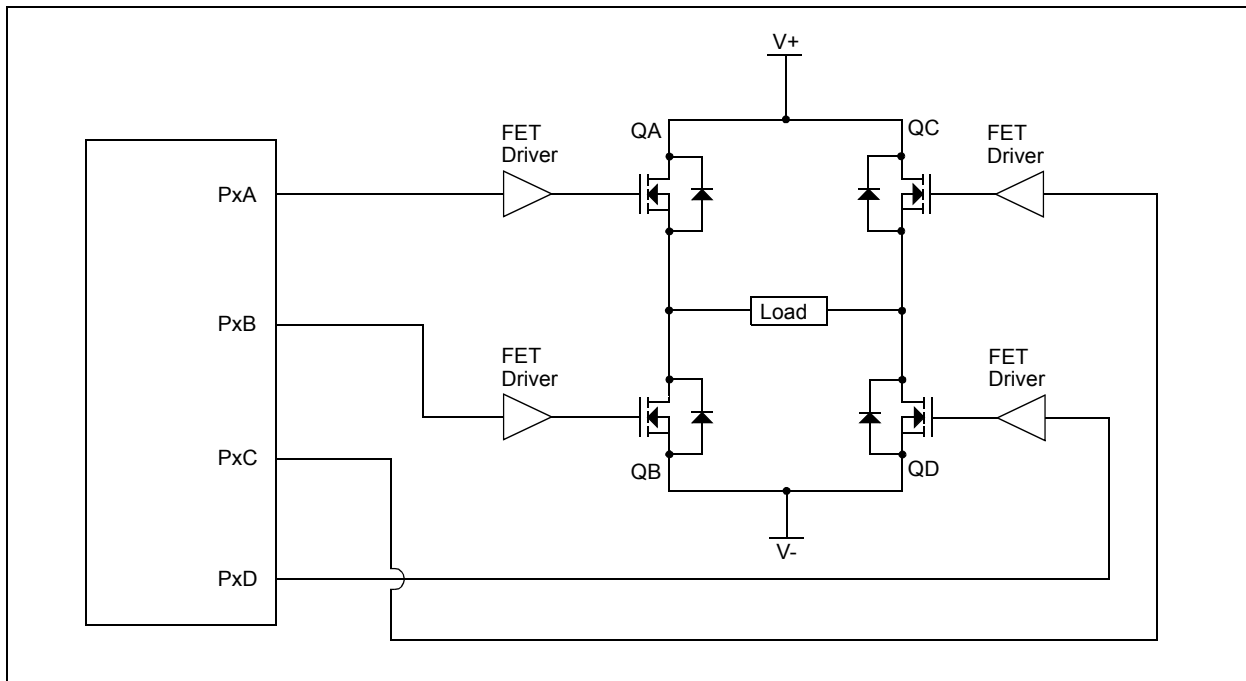 V+
QA
QC
FET
Driver
FET
Driver
PxA
Load
PxB
FET
Driver
FET
Driver
PxC
QB
QD
V-
PxD